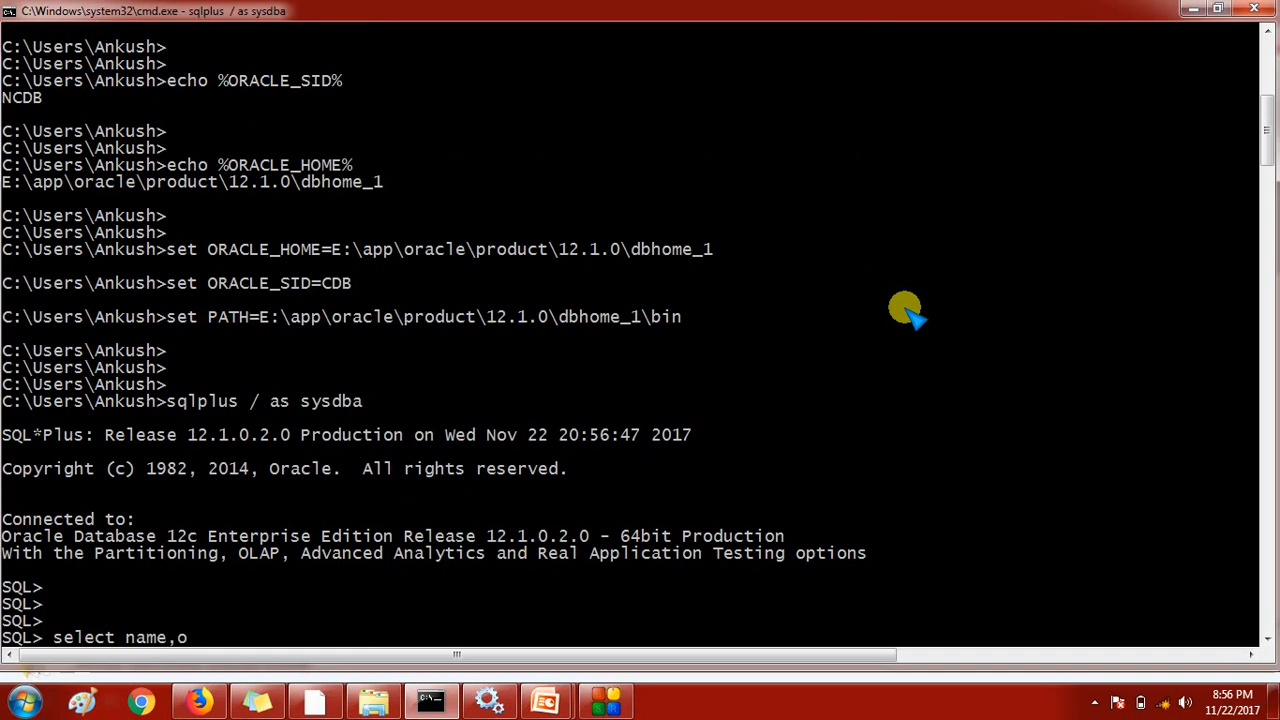 C:\Windows\system32\cmd.exe - sqlplus  / as sysdba
C:\Users\Ankush>
C:\Users\Ankush>
C:\Users\Ankush>echo %ORACLE_SID%
NCDB
C:\Users\Ankush>
C:\Users\Ankush>
C:\Users\Ankush>echo %ORACLE_HOME%
E:\app\oracle\product\12.1.0\dbhome_1
C:\Users\Ankush>
C:\Users\Ankush>
C:\Users\Ankush>set ORACLE_HOME=E:\app\oracle\product\12.1.0\dbhome_1
C:\Users\Ankush>set ORACLE_SID=CDB
C:\Users\Ankush>set PATH=E:\app\oracle\product\12.1.0\dbhome_1\bin
C:\Users\Ankush>
C:\Users\Ankush>
C:\Users\Ankush>
C:\Users\Ankush>sqlplus / as sysdba
SQL*Plus: Release 12.1.0.2.0 Production on Wed Nov 22 20:56:47 2017
Copyright (c) 1982, 2014, Oracle.  All rights reserved.
Connected to:
Oracle Database 12c Enterprise Edition Release 12.1.0.2.0 - 64bit Production
With the Partitioning, OLAP, Advanced Analytics and Real Application Testing options
SQL>
SQL>
SQL>
SQL> select name,o
8:56 PM
11/22/2017